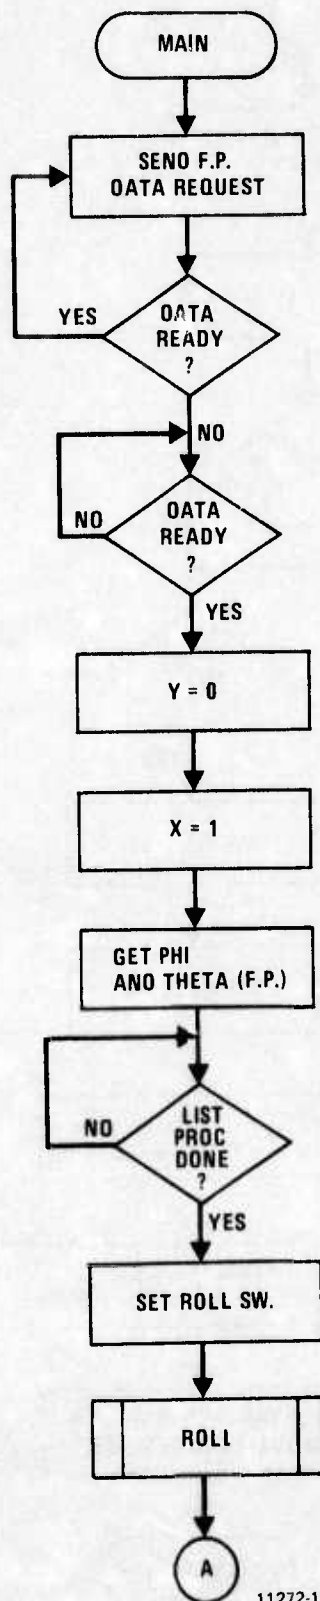 MAIN
SENO F.P.
DATA REQUEST
YES
OATA
READY
?
NO
NO
OATA
READY
?
YES
Y = 0
X = 1
GET PHI
ANO THETA (F.P.)
NO
LIST
PROC
DONE
?
YES
SET ROLL SW.
ROLL
A
11272-1